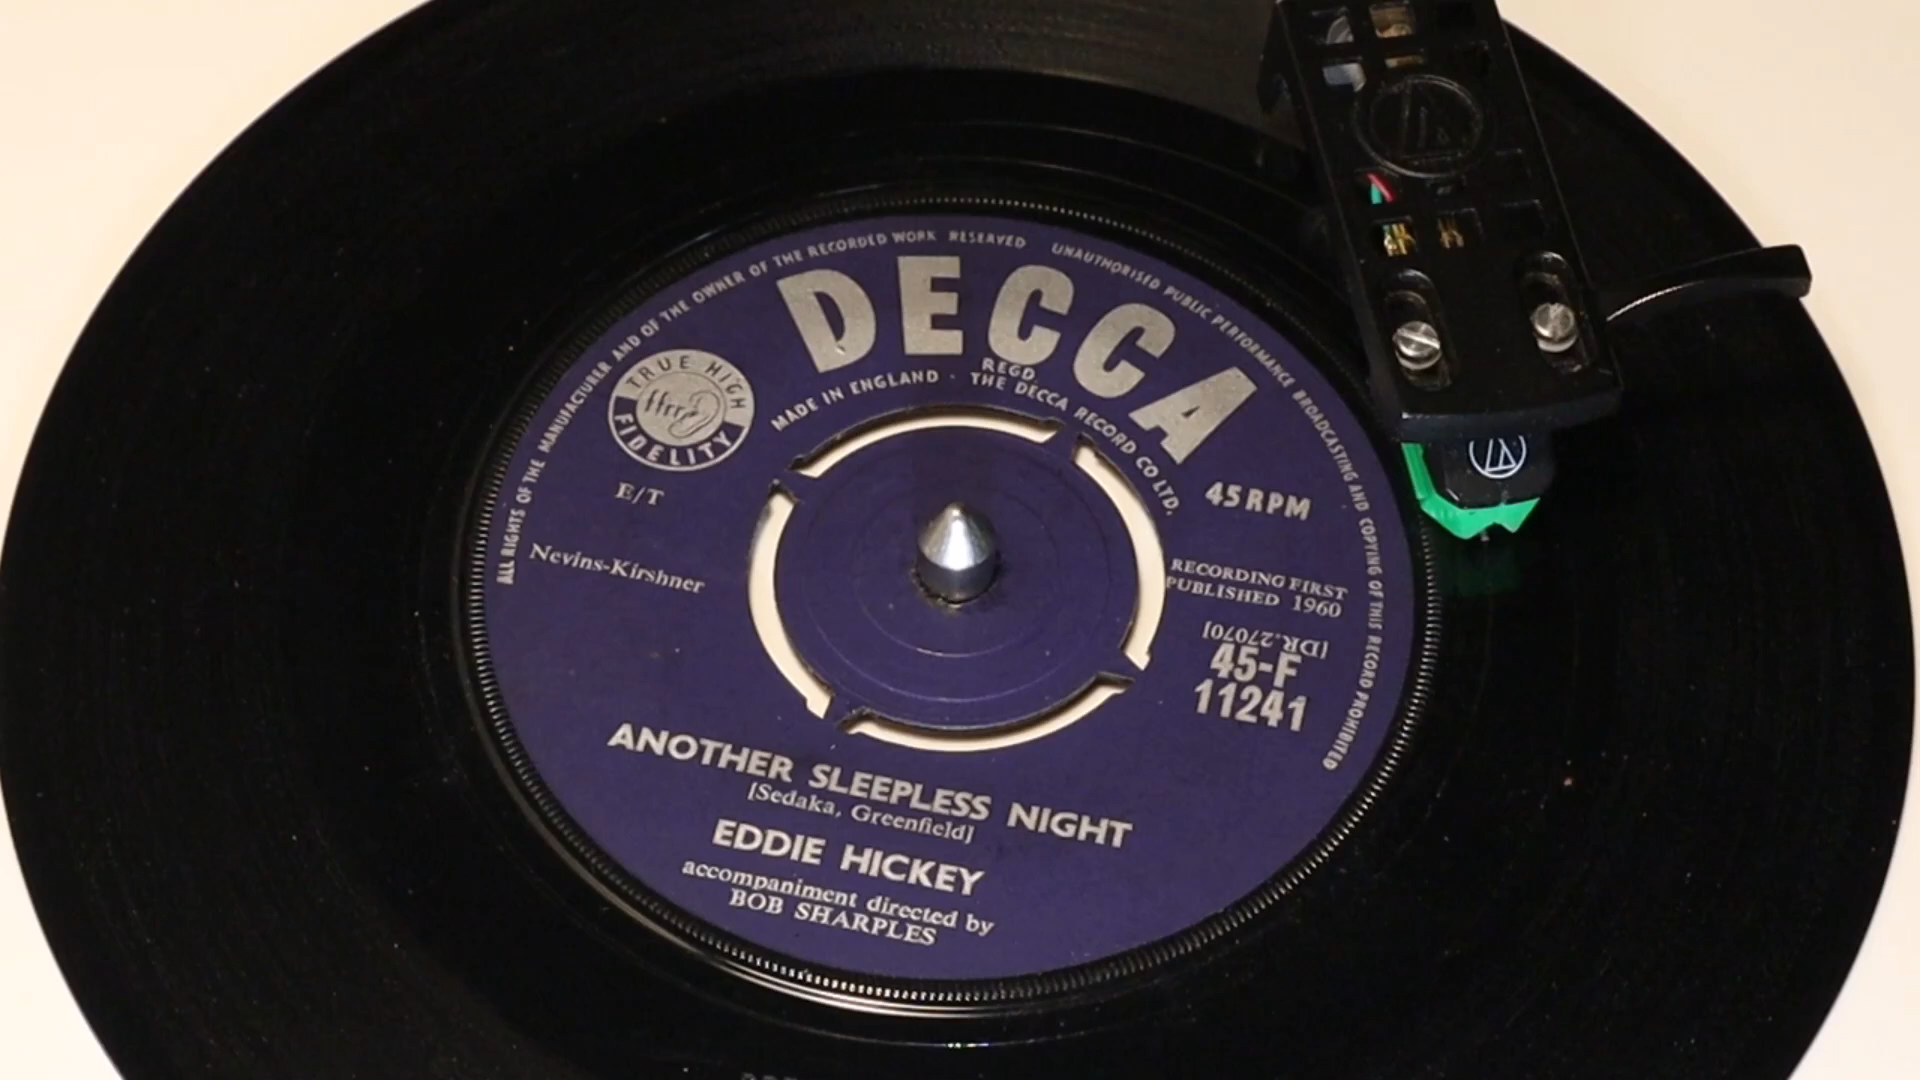 ALL RIGHTS OF THE MANUFACTURER AND OF THE OWNER OF THE RECORDED WORK RESERVED UNAUTHORISED PUBLIC PERFORMANCE BROADCASTING AND COPYING OF THIS RECORD PROHIBITED
DECCA
REGD
MADE IN ENGLAND · THE DECCA RECORD CO LTD.
TRUE HIGH
FIDELITY
ffrr
E/T
45 RPM
Nevins-Kirshner
RECORDING FIRST
PUBLISHED 1960
[DR.27070]
45-F
11241
ANOTHER SLEEPLESS NIGHT
[Sedaka, Greenfield]
EDDIE HICKEY
accompaniment directed by
BOB SHARPLES